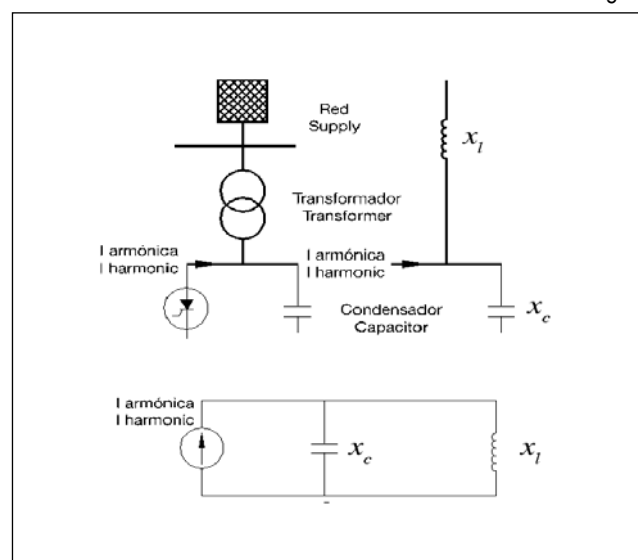 Red
Supply
x_l
Transformador
Transformer
I armónica
I harmonic
I armónica
I harmonic
Condensador
Capacitor
x_c
I armónica
I harmonic
x_c
x_l